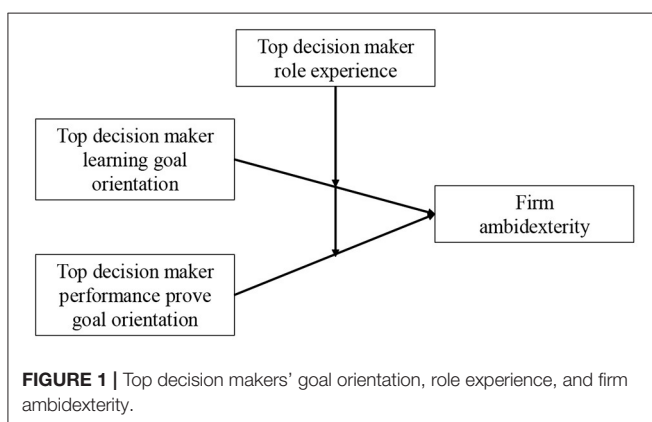 Top decision maker
role experience
Top decision maker
learning goal
orientation
Firm
ambidexterity
Top decision maker
performance prove
goal orientation
FIGURE 1 | Top decision makers' goal orientation, role experience, and firm
ambidexterity.